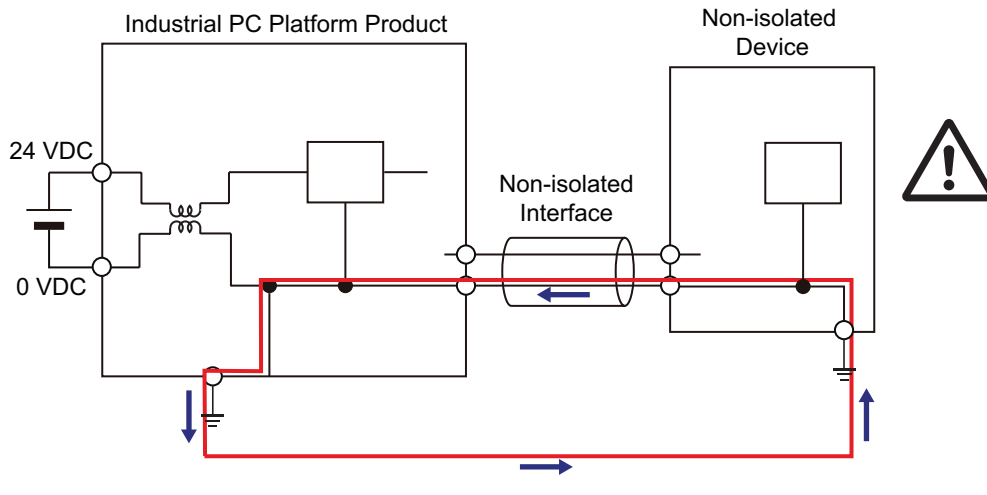 Industrial PC Platform Product
Non-isolated
Device
24 VDC
Non-isolated
Interface
0 VDC